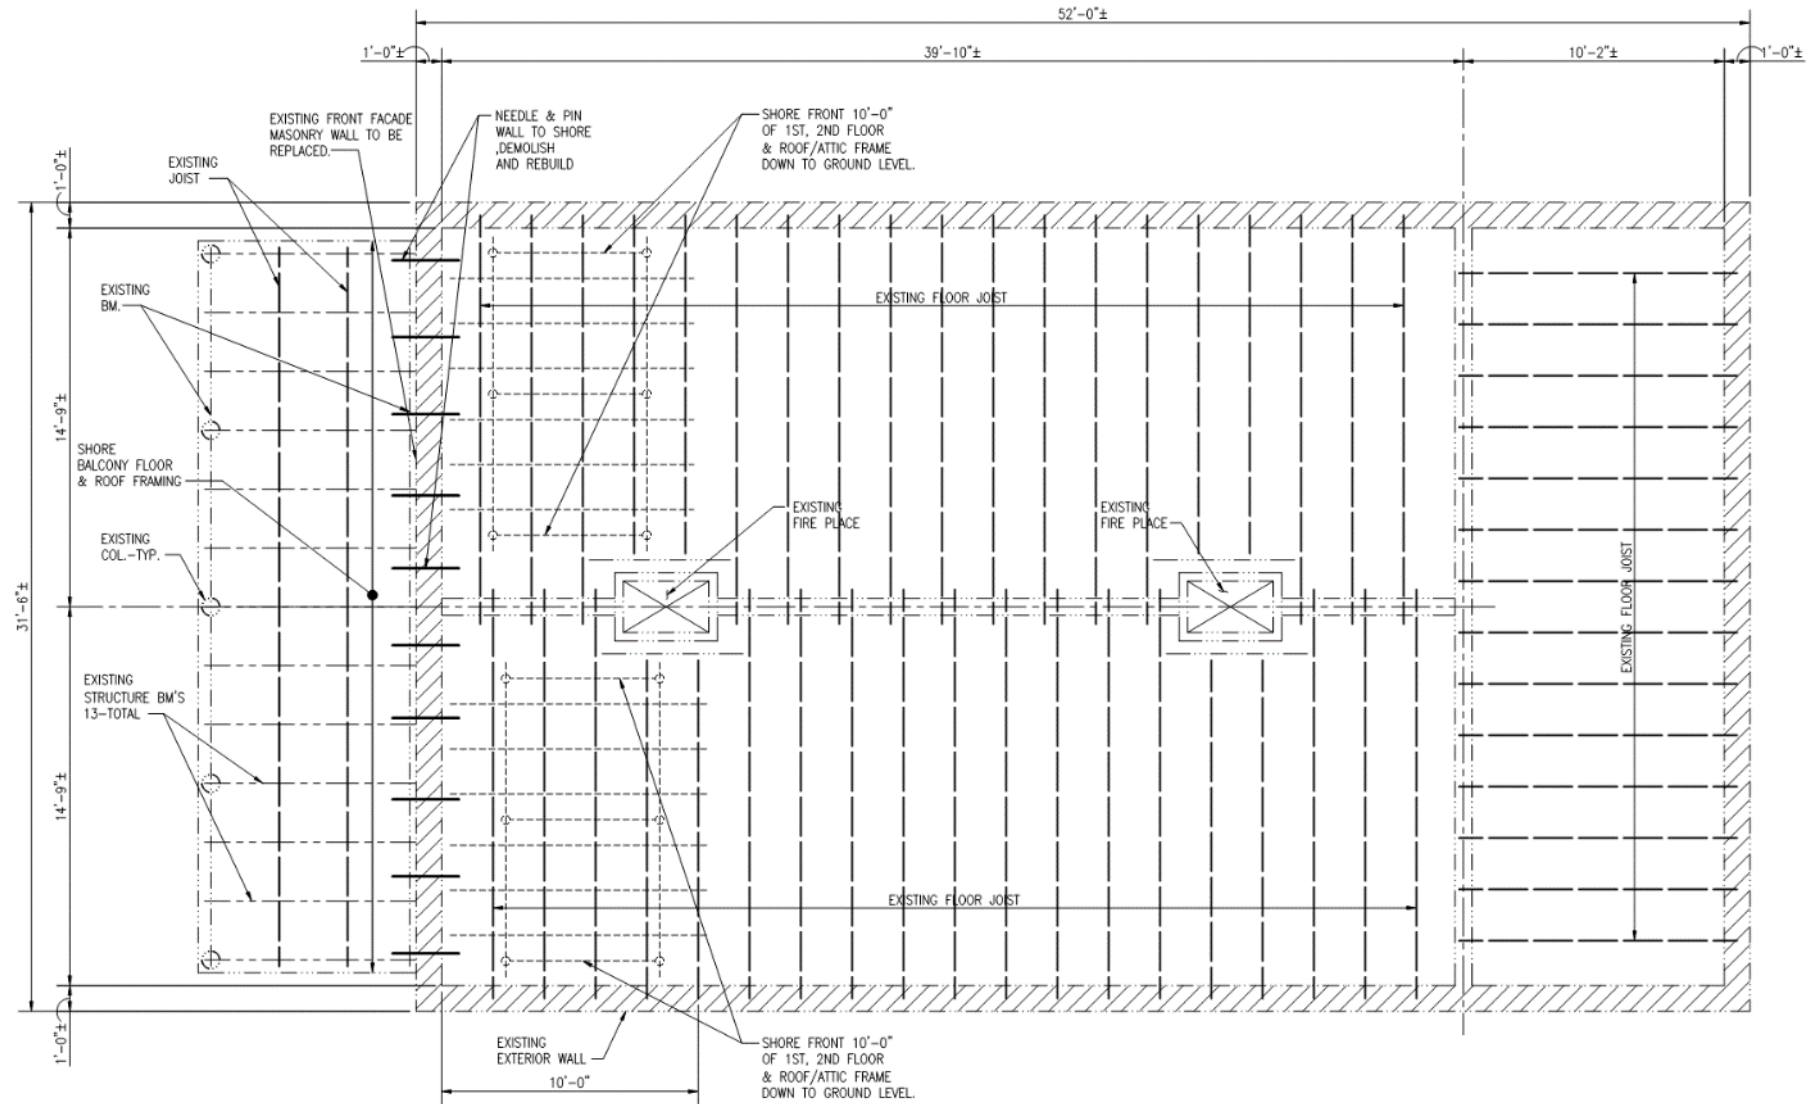 52'-0"±
1'-0"±
39'-10"±
10'-2"±
1'-0"±
EXISTING FRONT FACADE
MASONRY WALL TO BE
REPLACED.
NEEDLE & PIN
WALL TO SHORE
,DEMOLISH
AND REBUILD
SHORE FRONT 10'-0"
OF 1ST, 2ND FLOOR
& ROOF/ATTIC FRAME
DOWN TO GROUND LEVEL.
EXISTING
JOIST
1'-0"±
EXISTING
BM.
EXISTING FLOOR JOIST
14'-9"±
SHORE
BALCONY FLOOR
& ROOF FRAMING
EXISTING
FIRE PLACE
EXISTING
FIRE PLACE
EXISTING
COL.-TYP.
31'-6"±
EXISTING FLOOR JOIST
EXISTING
STRUCTURE BM'S
13-TOTAL
14'-9"±
EXISTING FLOOR JOIST
1'-0"±
EXISTING
EXTERIOR WALL
10'-0"
SHORE FRONT 10'-0"
OF 1ST, 2ND FLOOR
& ROOF/ATTIC FRAME
DOWN TO GROUND LEVEL.